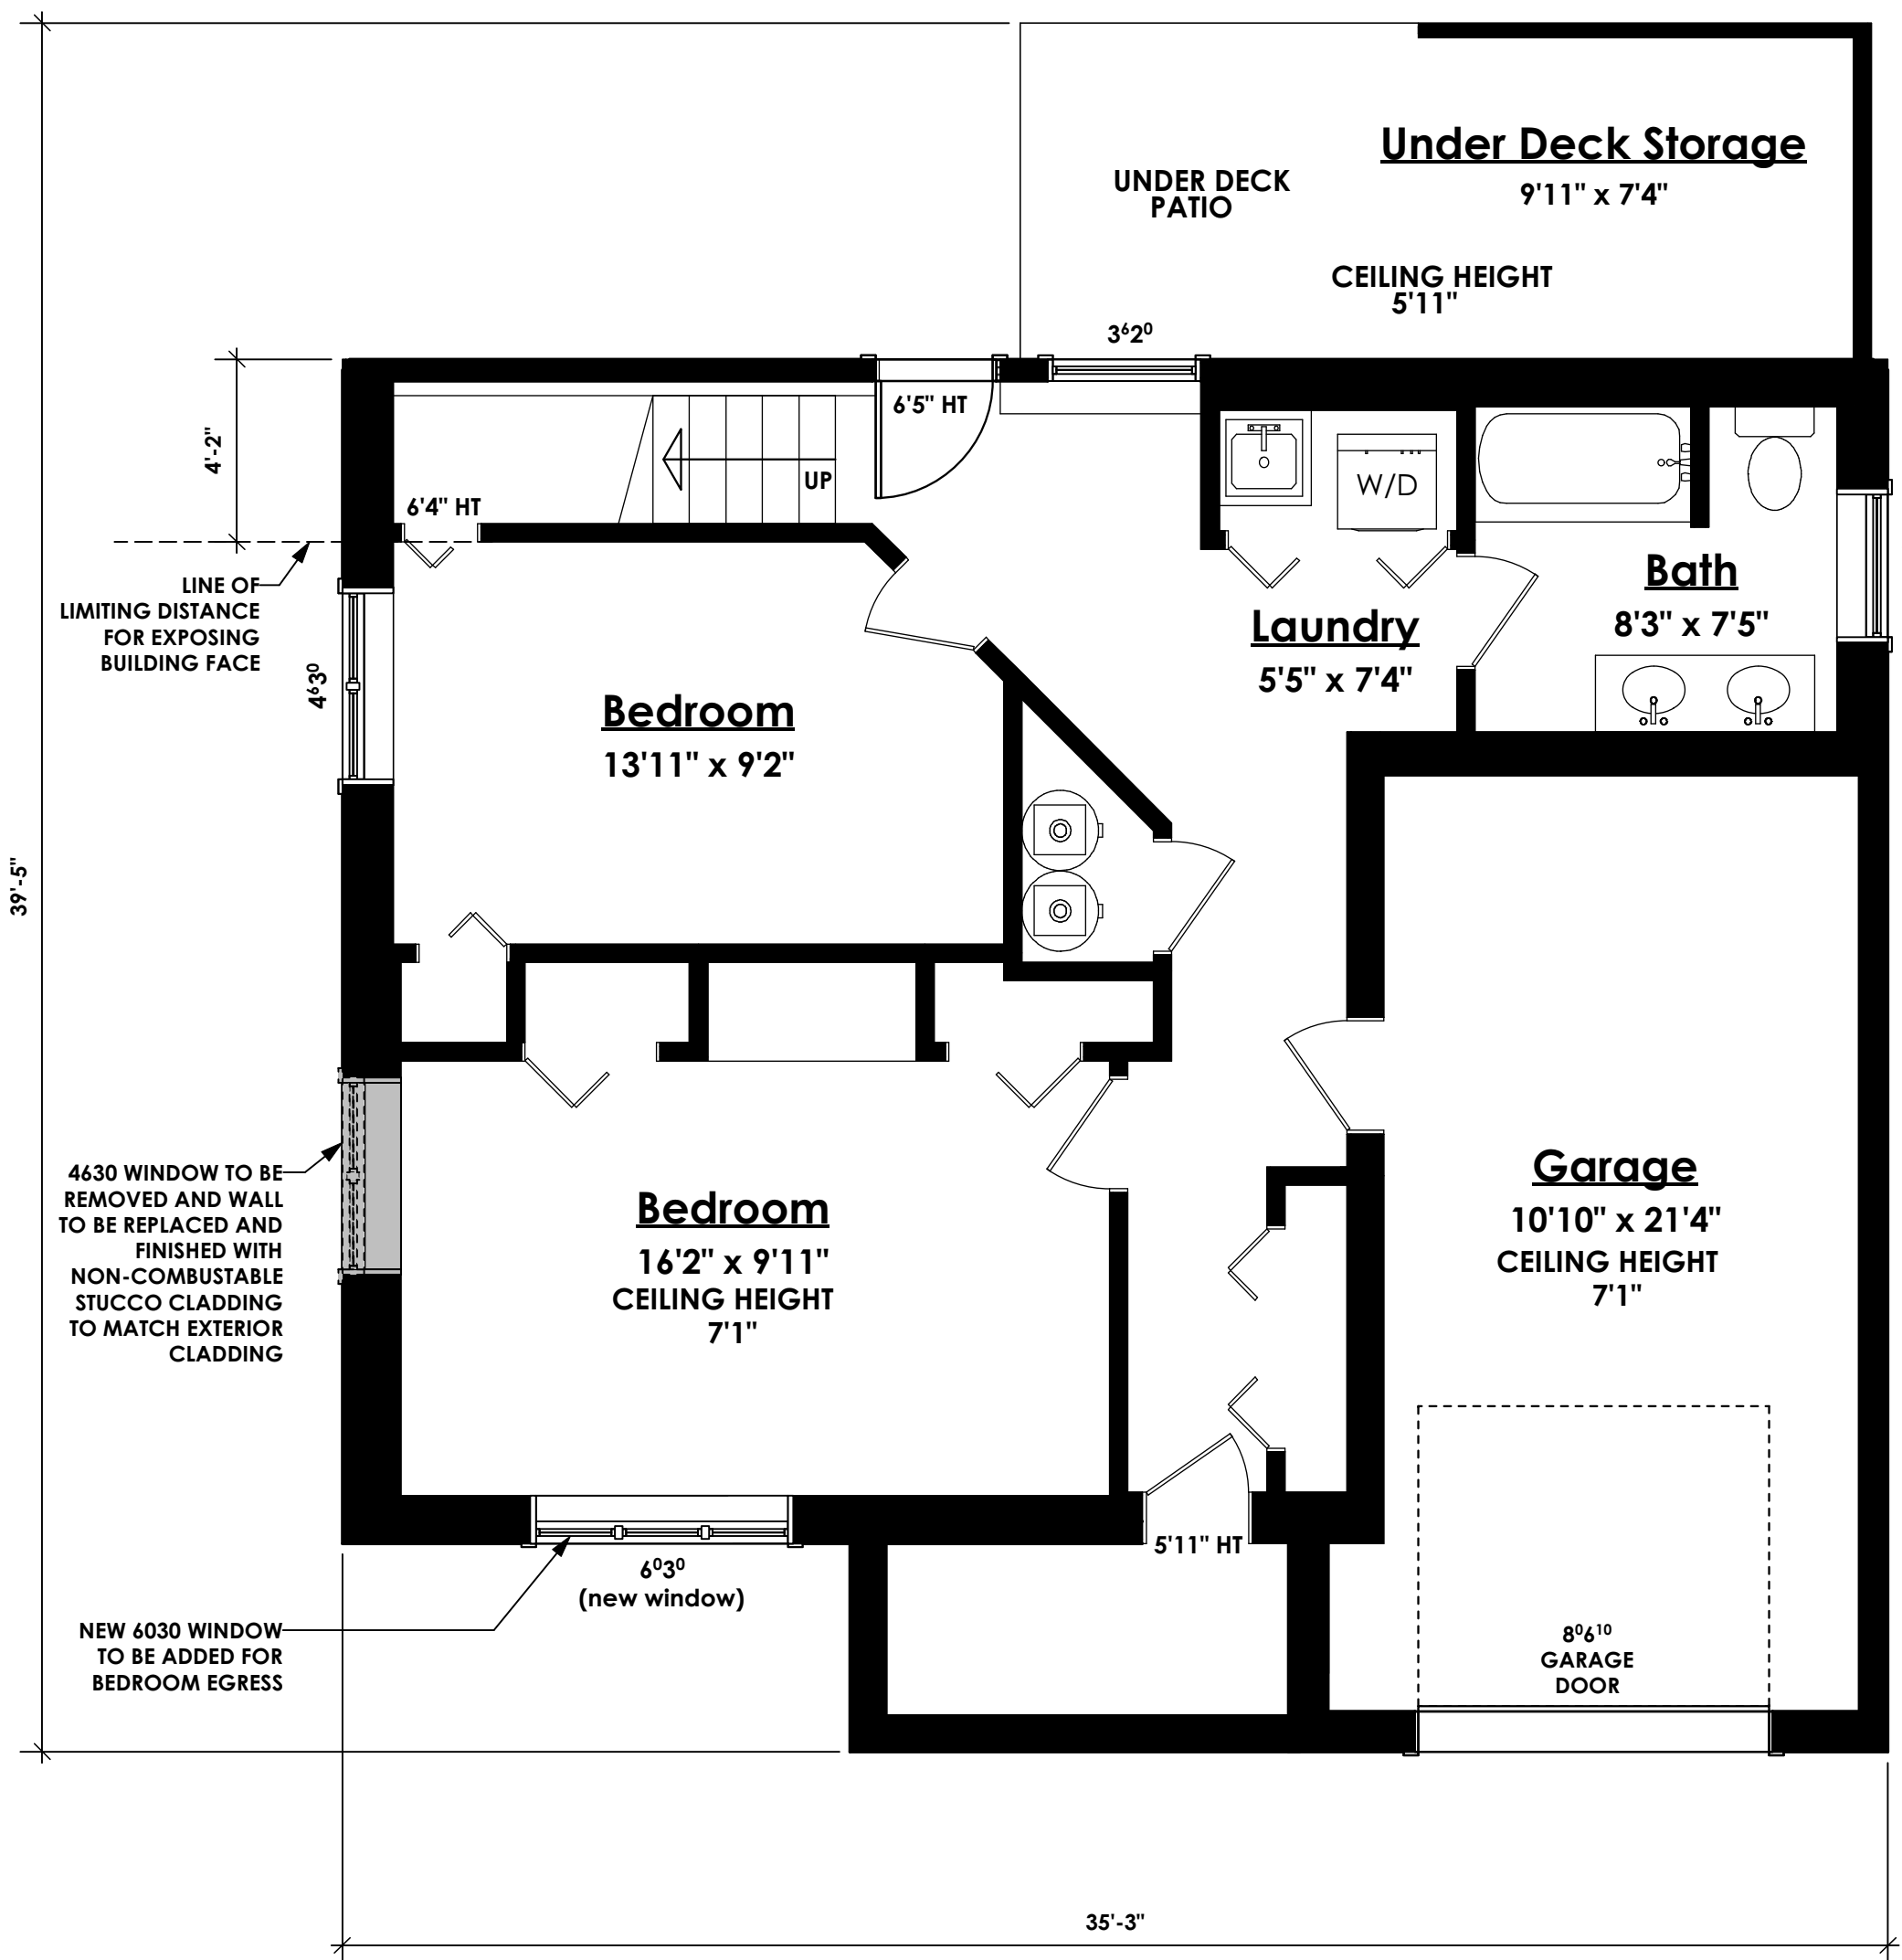 Under Deck Storage
9'11" x 7'4"
UNDER DECK
PATIO
CEILING HEIGHT
5'11"
3⁶2⁰
6'5" HT
4'-2"
UP
W/D
6'4" HT
LINE OF
LIMITING DISTANCE
FOR EXPOSING
BUILDING FACE
4⁶3⁰
Bath
8'3" x 7'5"
Laundry
5'5" x 7'4"
Bedroom
13'11" x 9'2"
39'-5"
4630 WINDOW TO BE
REMOVED AND WALL
TO BE REPLACED AND
FINISHED WITH
NON-COMBUSTABLE
STUCCO CLADDING
TO MATCH EXTERIOR
CLADDING
Bedroom
16'2" x 9'11"
CEILING HEIGHT
7'1"
Garage
10'10" x 21'4"
CEILING HEIGHT
7'1"
5'11" HT
6⁰3⁰
(new window)
NEW 6030 WINDOW
TO BE ADDED FOR
BEDROOM EGRESS
8⁰6¹⁰
GARAGE
DOOR
35'-3"